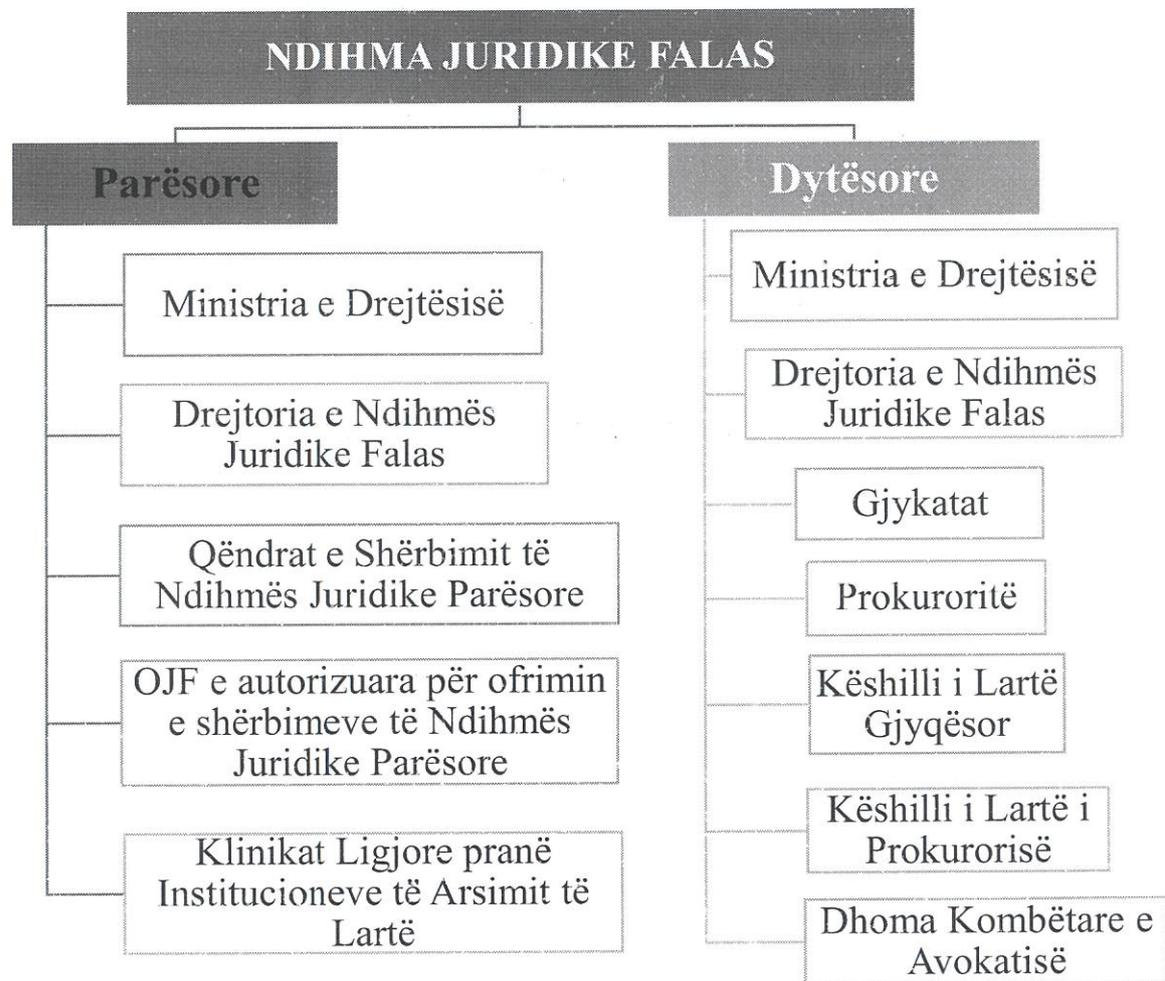 NDIHMA JURIDIKE FALAS
Parësore
Ministria e Drejtësisë
Drejtoria e Ndihmës
Juridike Falas
Qëndrat e Shërbimit të
Ndihmës Juridike Parësore
OJF e autorizuara për ofrimin
e shërbimeve të Ndihmës
Juridike Parësore
Klinikat Ligjore pranë
Institucioneve të Arsimit të
Lartë
Dytësore
Ministria e Drejtësisë
Drejtoria e Ndihmës
Juridike Falas
Gjykatat
Prokuroritë
Këshilli i Lartë
Gjyqësor
Këshilli i Lartë i
Prokurorisë
Dhoma Kombëtare e
Avokatisë